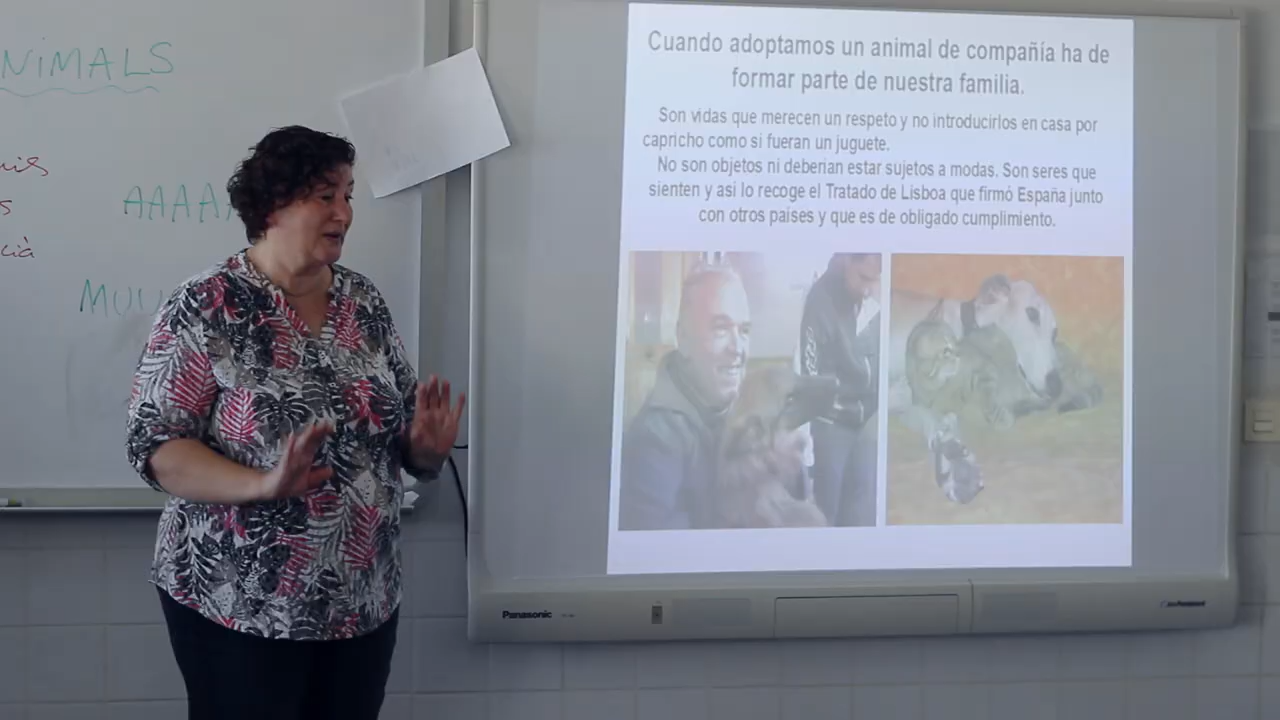 ANIMALS
AAAA
MUU
Cuando adoptamos un animal de compañía ha de
formar parte de nuestra familia.
Son vidas que merecen un respeto y no introducirlos en casa por
capricho como si fueran un juguete.
No son objetos ni deberian estar sujetos a modas. Son seres que
sienten y asi lo recoge el Tratado de Lisboa que firmó España junto
con otros países y que es de obligado cumplimiento.
Panasonic